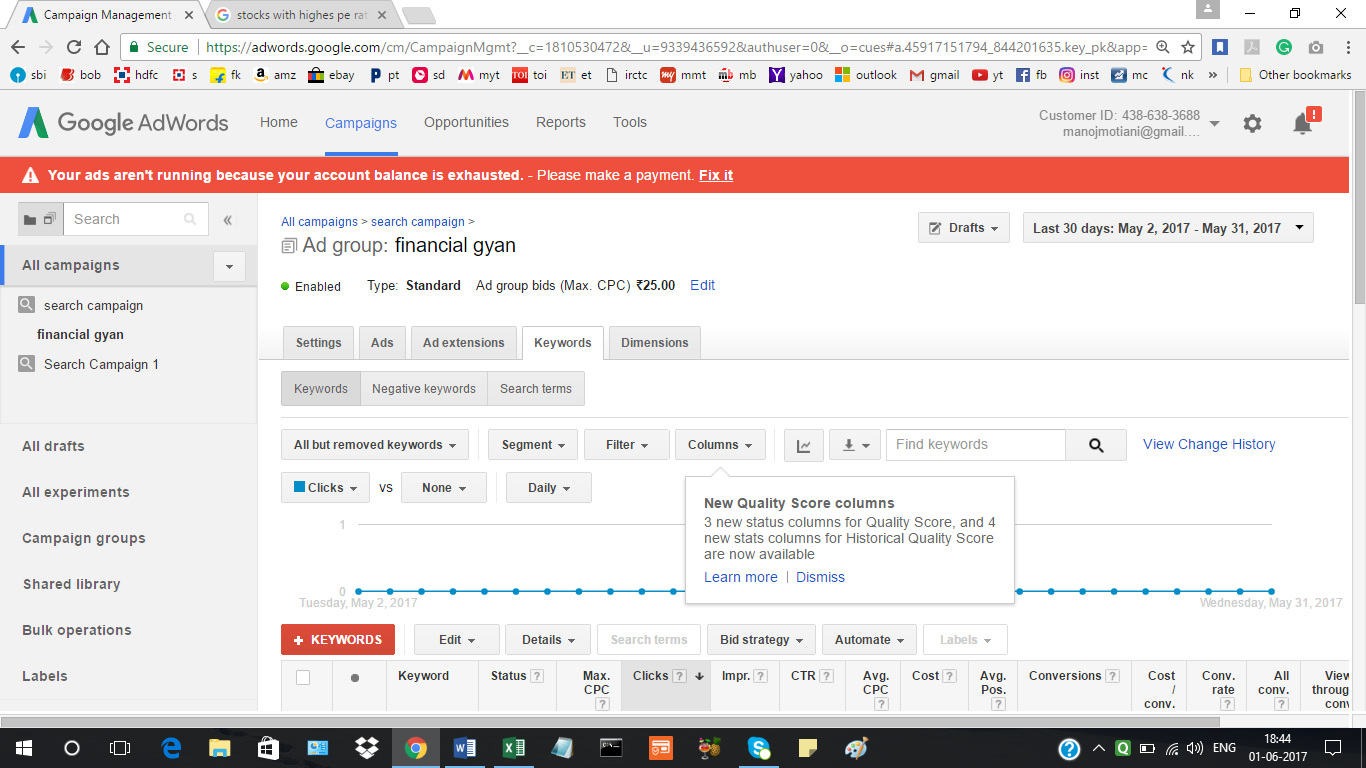 Campaign Management
stocks with highes pe rat
Secure
https://adwords.google.com/cm/CampaignMgmt?__c=1810530472&__u=9339436592&authuser=0&__o=cues#a.45917151794_844201635.key_pk&app=
sbi bob hdfc s fk amz ebay pt sd myt toi et irctc mmt mb yahoo outlook gmail yt fb inst mc nk » Other bookmarks
Google AdWords
Home Campaigns Opportunities Reports Tools
Customer ID: 438-638-3688
manojmotiani@gmail....
!
Your ads aren't running because your account balance is exhausted. - Please make a payment. Fix it
Search «
All campaigns
search campaign
financial gyan
Search Campaign 1
All drafts
All experiments
Campaign groups
Shared library
Bulk operations
Labels
All campaigns > search campaign >
Ad group: financial gyan
Drafts
Last 30 days: May 2, 2017 - May 31, 2017
Enabled Type: Standard Ad group bids (Max. CPC) ₹25.00 Edit
Settings Ads Ad extensions Keywords Dimensions
Keywords Negative keywords Search terms
All but removed keywords Segment Filter Columns Find keywords View Change History
Clicks VS None Daily
New Quality Score columns
3 new status columns for Quality Score, and 4
new stats columns for Historical Quality Score
are now available
Learn more | Dismiss
1
0
Tuesday, May 2, 2017
Wednesday, May 31, 2017
+ KEYWORDS Edit Details Search terms Bid strategy Automate Labels
Keyword
Status ?
Max.
CPC
?
Clicks ?
Impr. ?
CTR ?
Avg.
CPC
?
Cost ?
Avg.
Pos.
?
Conversions ?
Cost
/
conv.
Conv.
rate
?
All
conv.
?
View
throug
conv
ENG
18:44
01-06-2017